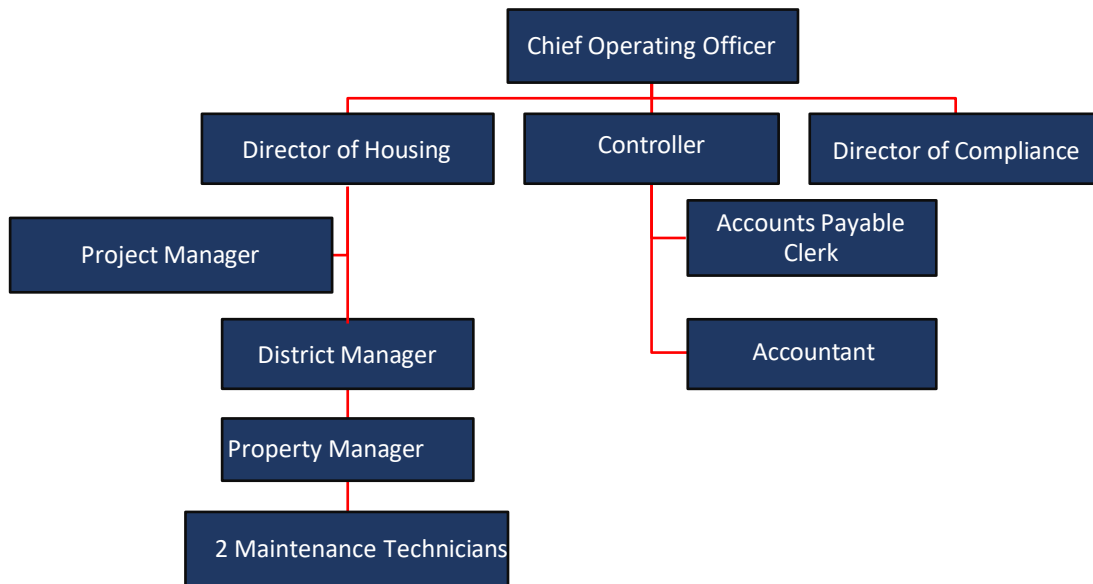 Chief Operating Officer
Director of Housing
Controller
Director of Compliance
Project Manager
Accounts Payable
Clerk
District Manager
Accountant
Property Manager
2 Maintenance Technicians